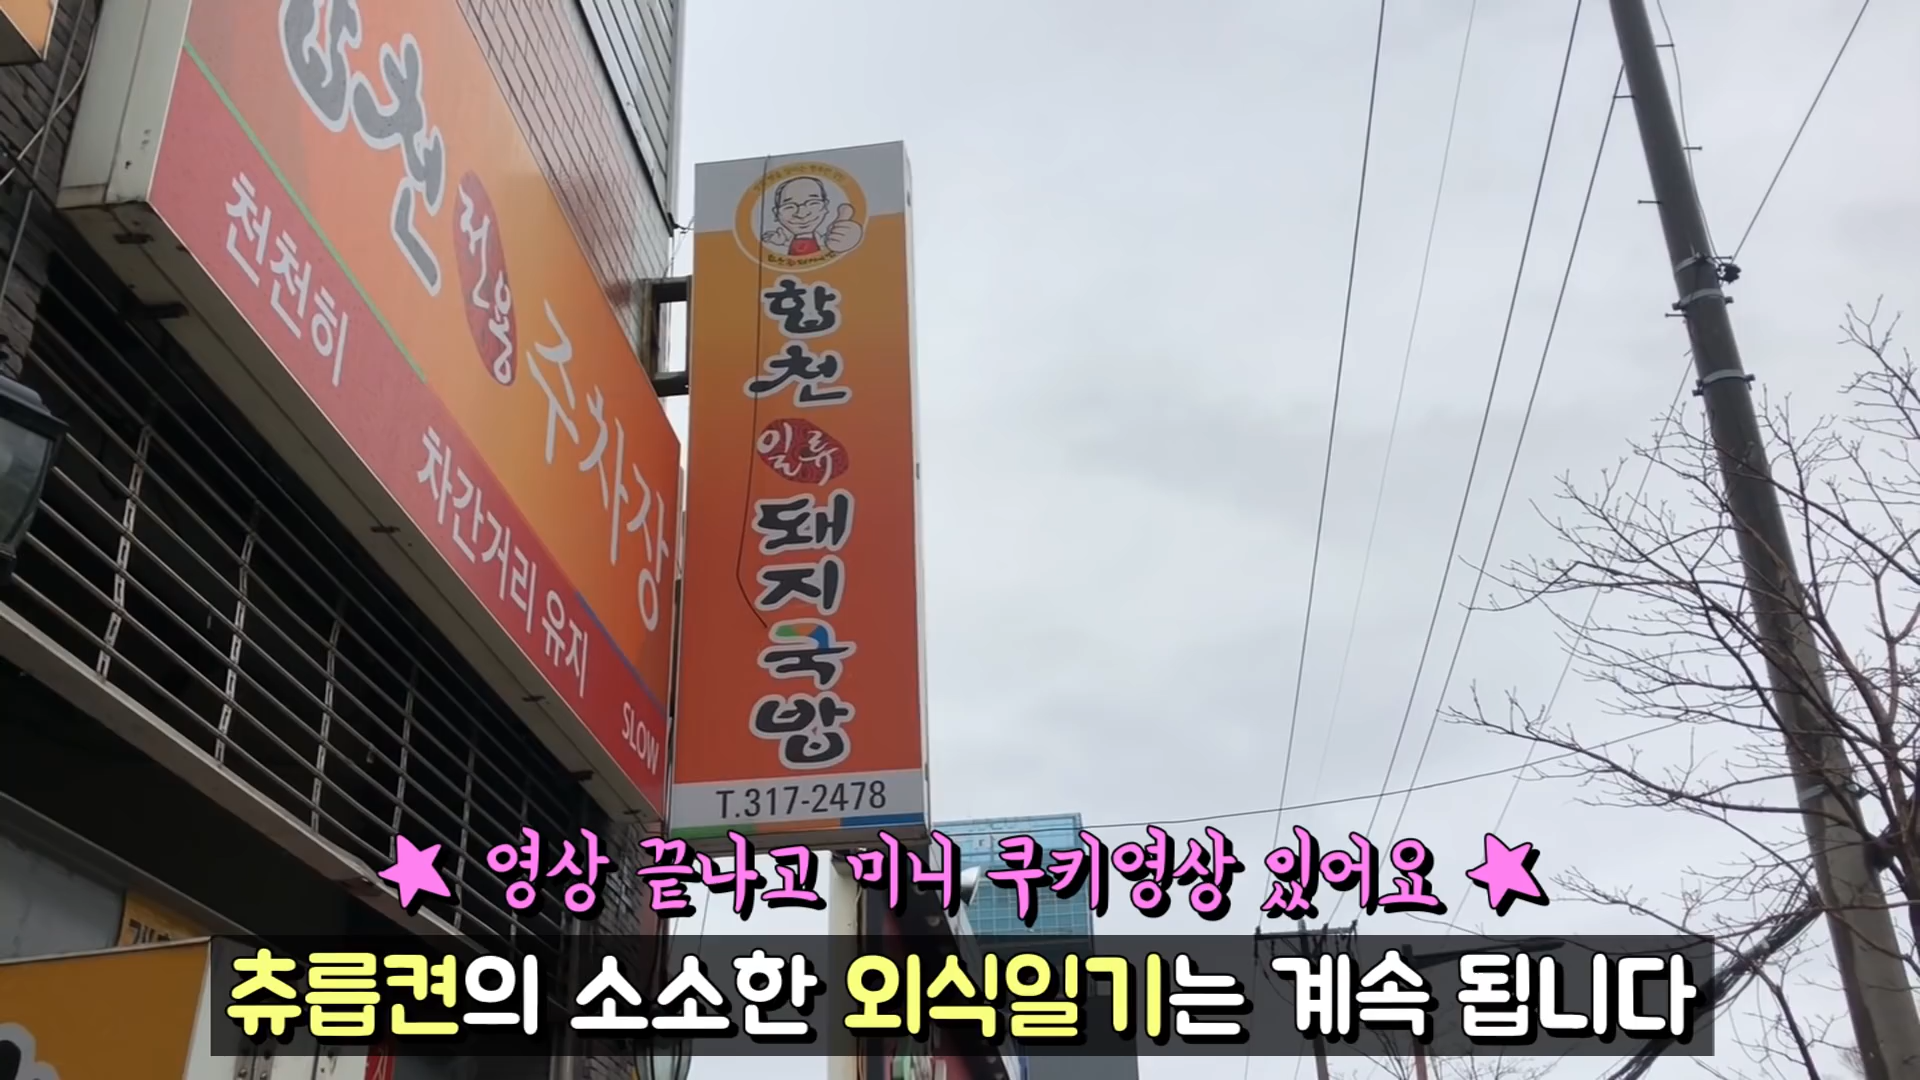 합천
전용
주차장
천천히
차간거리 유지
SLOW
합천
일류
돼지국밥
T.317-2478
★ 영상 끝나고 미니 쿠키영상 있어요 ★
츄릅켠의 소소한 외식일기는 계속 됩니다